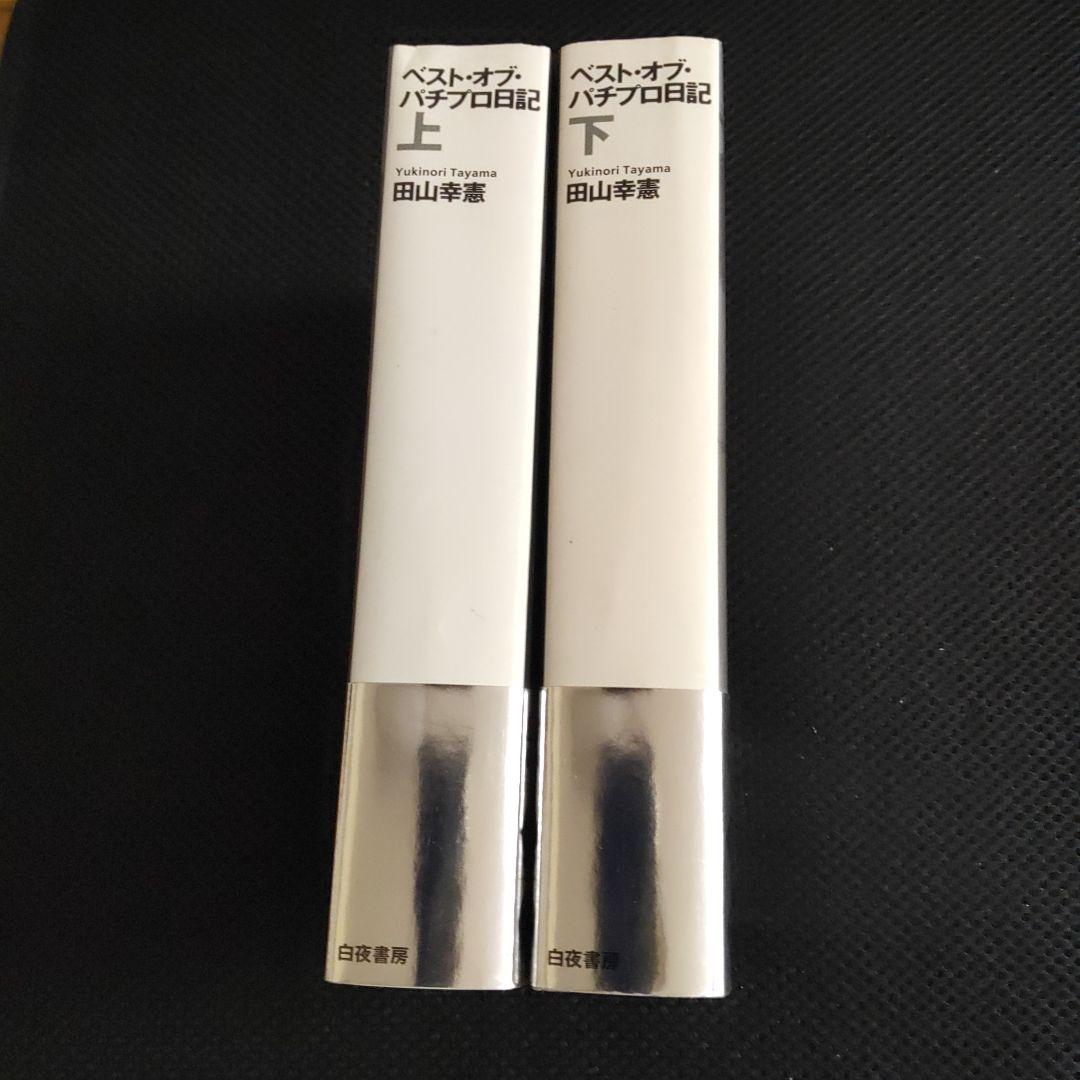 ベスト・オブ・
パチプロ日記
上
Yukinori Tayama
田山幸憲
白夜書房
ベスト・オブ・
パチプロ日記
下
Yukinori Tayama
田山幸憲
白夜書房